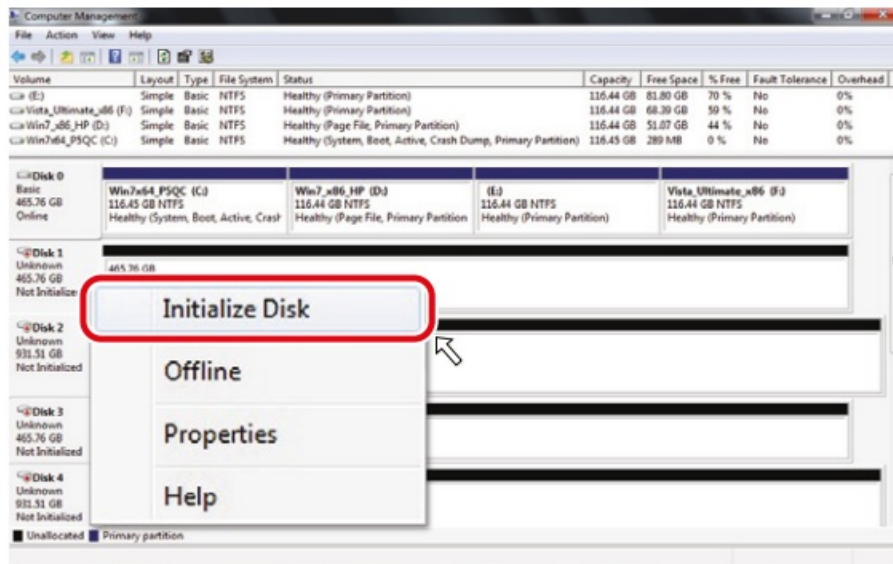 Computer Management
File Action View Help
Volume Layout Type File System Status Capacity Free Space % Free Fault Tolerance Overhead
(E:) Simple Basic NTFS Healthy (Primary Partition) 116.44 GB 81.80 GB 70 % No 0%
Vista_Ultimate_x86 (F:) Simple Basic NTFS Healthy (Primary Partition) 116.44 GB 68.39 GB 59 % No 0%
Win7_x86_HP (D:) Simple Basic NTFS Healthy (Page File, Primary Partition) 116.44 GB 51.07 GB 44 % No 0%
Win7x64_PSQC (C:) Simple Basic NTFS Healthy (System, Boot, Active, Crash Dump, Primary Partition) 116.45 GB 289 MB 0 % No 0%
Disk 0
Basic
465.76 GB
Online
Win7x64_PSQC (C:)
116.45 GB NTFS
Healthy (System, Boot, Active, Crash
Win7_x86_HP (D:)
116.44 GB NTFS
Healthy (Page File, Primary Partition
(E:)
116.44 GB NTFS
Healthy (Primary Partition)
Vista_Ultimate_x86 (F:)
116.44 GB NTFS
Healthy (Primary Partition)
Disk 1
Unknown
465.76 GB
Not Initialize
465.76 GB
Initialize Disk
Offline
Properties
Help
Disk 2
Unknown
931.51 GB
Not Initialized
Disk 3
Unknown
465.76 GB
Not Initialized
Disk 4
Unknown
931.51 GB
Not Initialized
Unallocated Primary partition